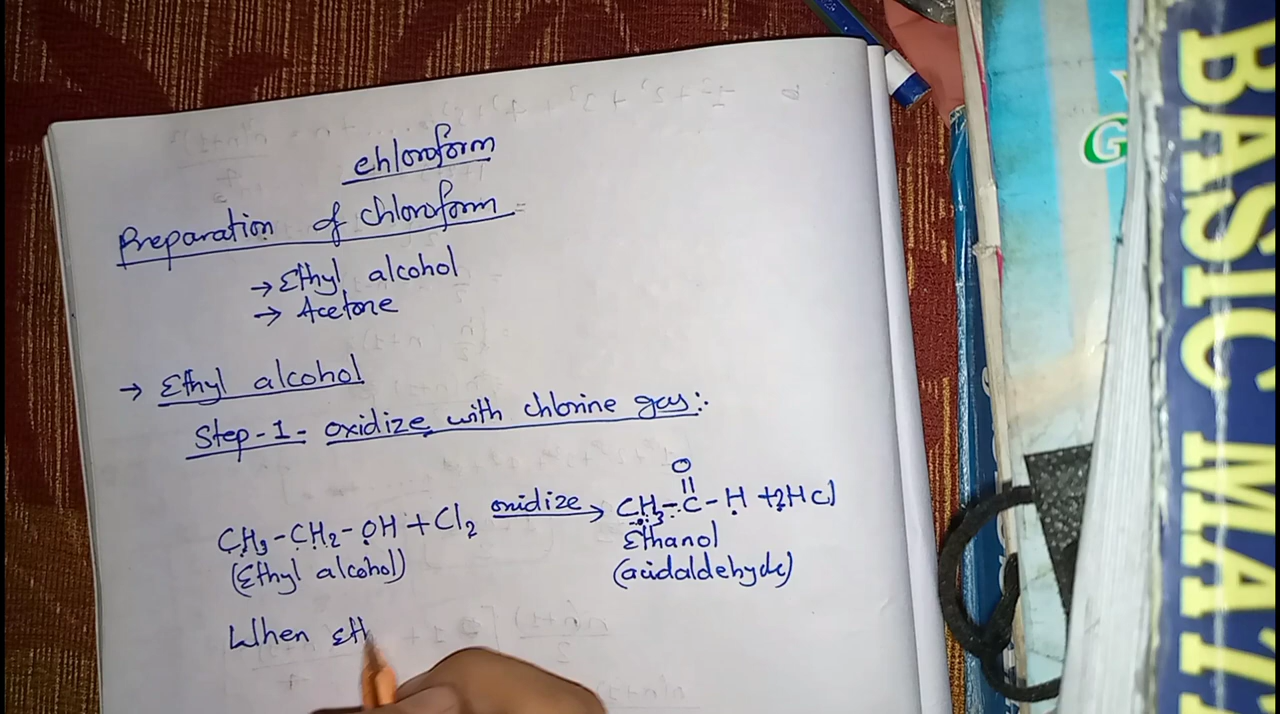 chloroform
Preparation of chloroform =
→ Ethyl alcohol
→ Acetone
→ Ethyl alcohol
Step-1- oxidize with chlorine gas:
O
||
CH3-CH2-OH + Cl2 oxidize → CH3-C-H + 2HCl
(Ethyl alcohol)
Ethanol
(acidaldehyde)
When Eth
BASIC MAT
G